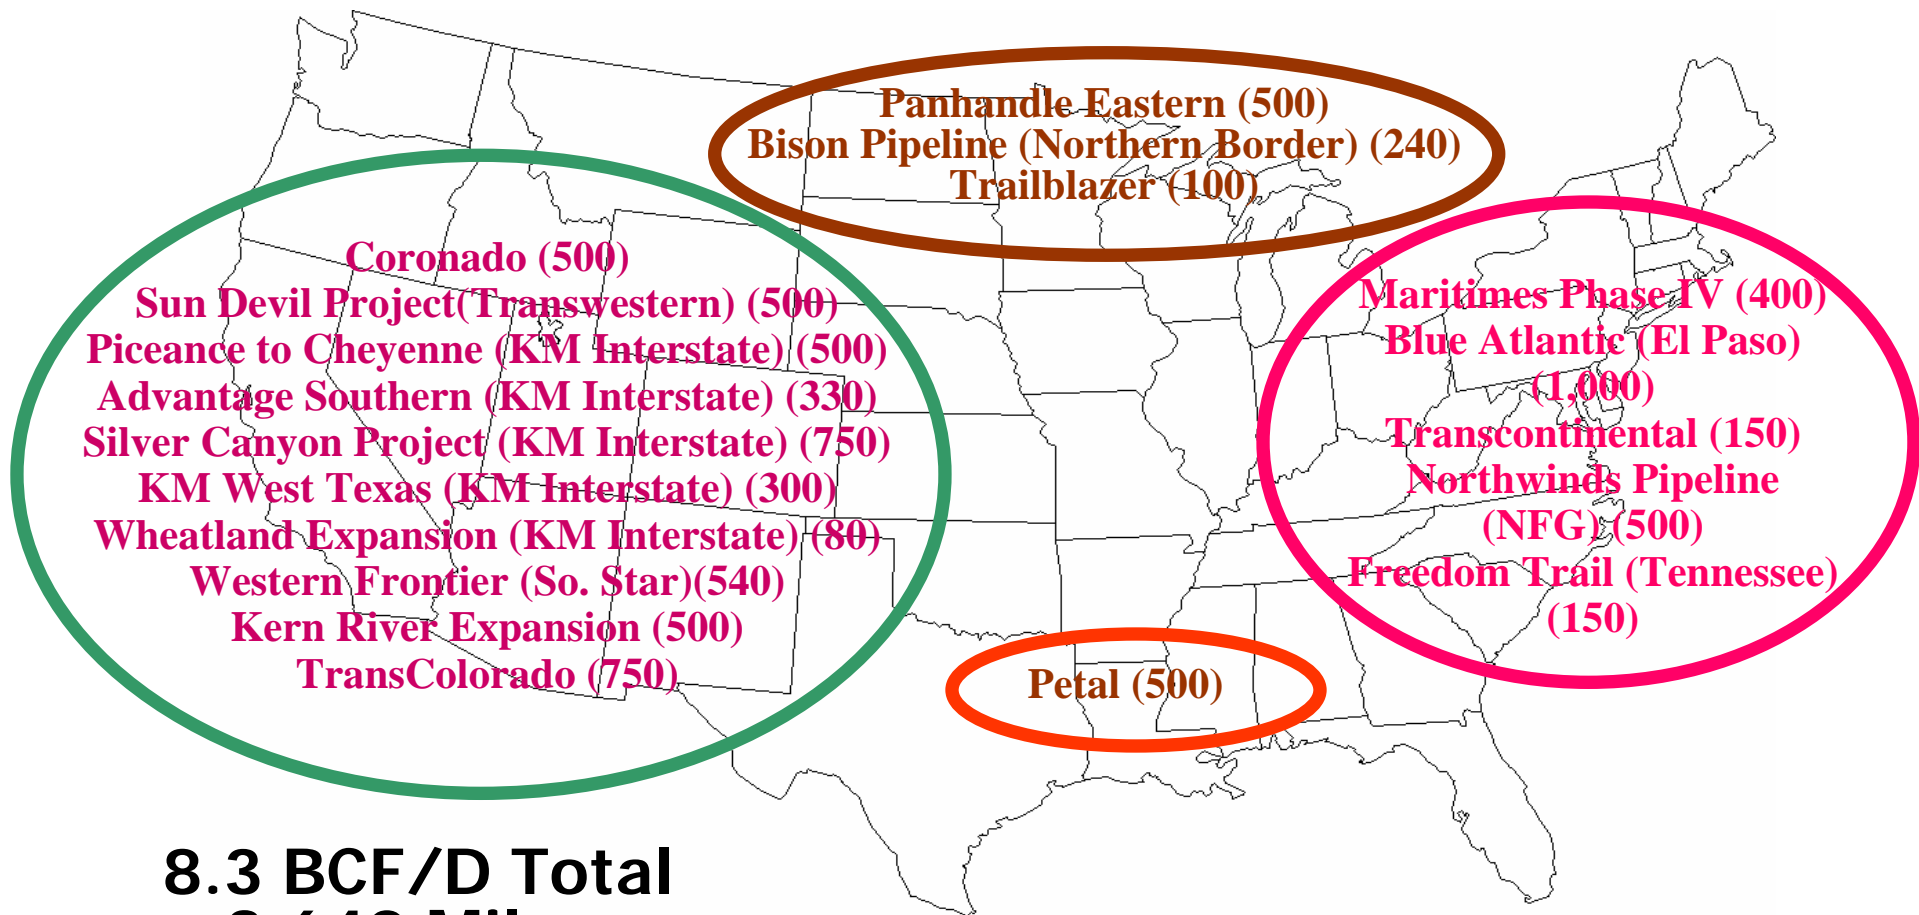 Panhandle Eastern (500)
Bison Pipeline (Northern Border) (240)
Trailblazer (100)
Coronado (500)
Sun Devil Project(Transwestern) (500)
Piceance to Cheyenne (KM Interstate) (500)
Advantage Southern (KM Interstate) (330)
Silver Canyon Project (KM Interstate) (750)
KM West Texas (KM Interstate) (300)
Wheatland Expansion (KM Interstate) (80)
Western Frontier (So. Star)(540)
Kern River Expansion (500)
TransColorado (750)
Maritimes Phase IV (400)
Blue Atlantic (El Paso)
(1,000)
Transcontinental (150)
Northwinds Pipeline
(NFG) (500)
Freedom Trail (Tennessee)
(150)
Petal (500)
8.3 BCF/D Total